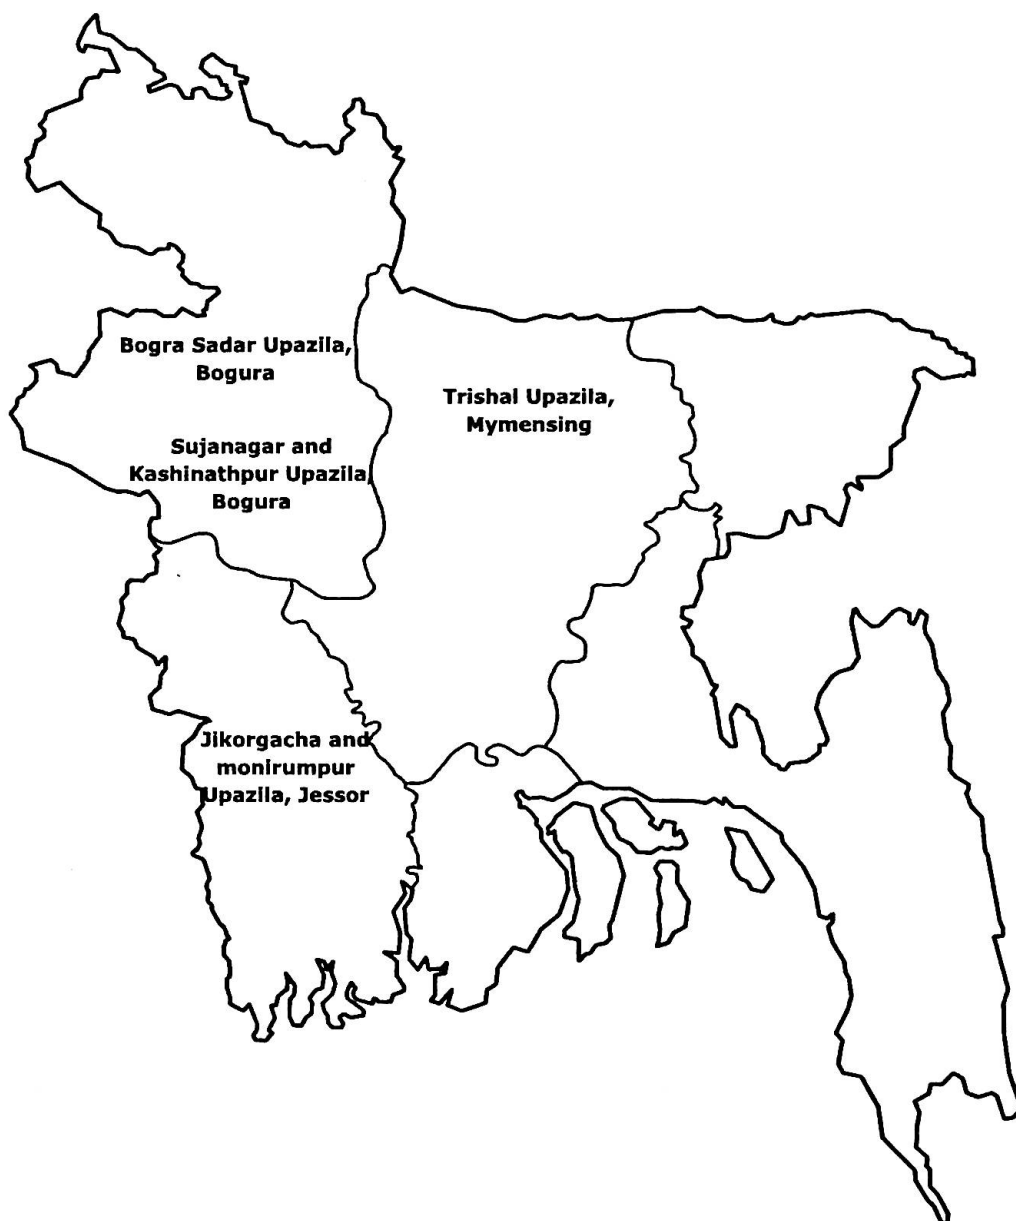 Bogra Sadar Upazila,
Bogura
Trishal Upazila,
Mymensing
Sujanagar and
Kashinathpur Upazila,
Bogura
Jikorgacha and
monirumpur
Upazila, Jessor